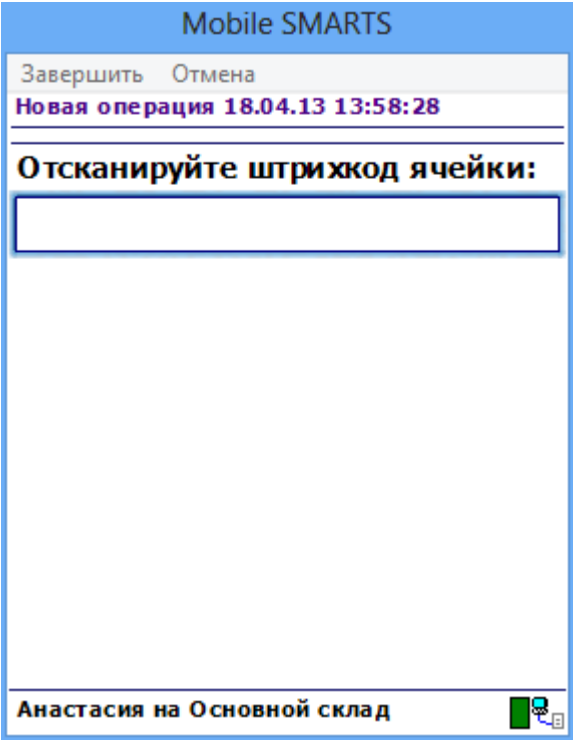 Mobile SMARTS
Завершить Отмена
Новая операция 18.04.13 13:58:28
Отсканируйте штрихкод ячейки:
Анастасия на Основной склад